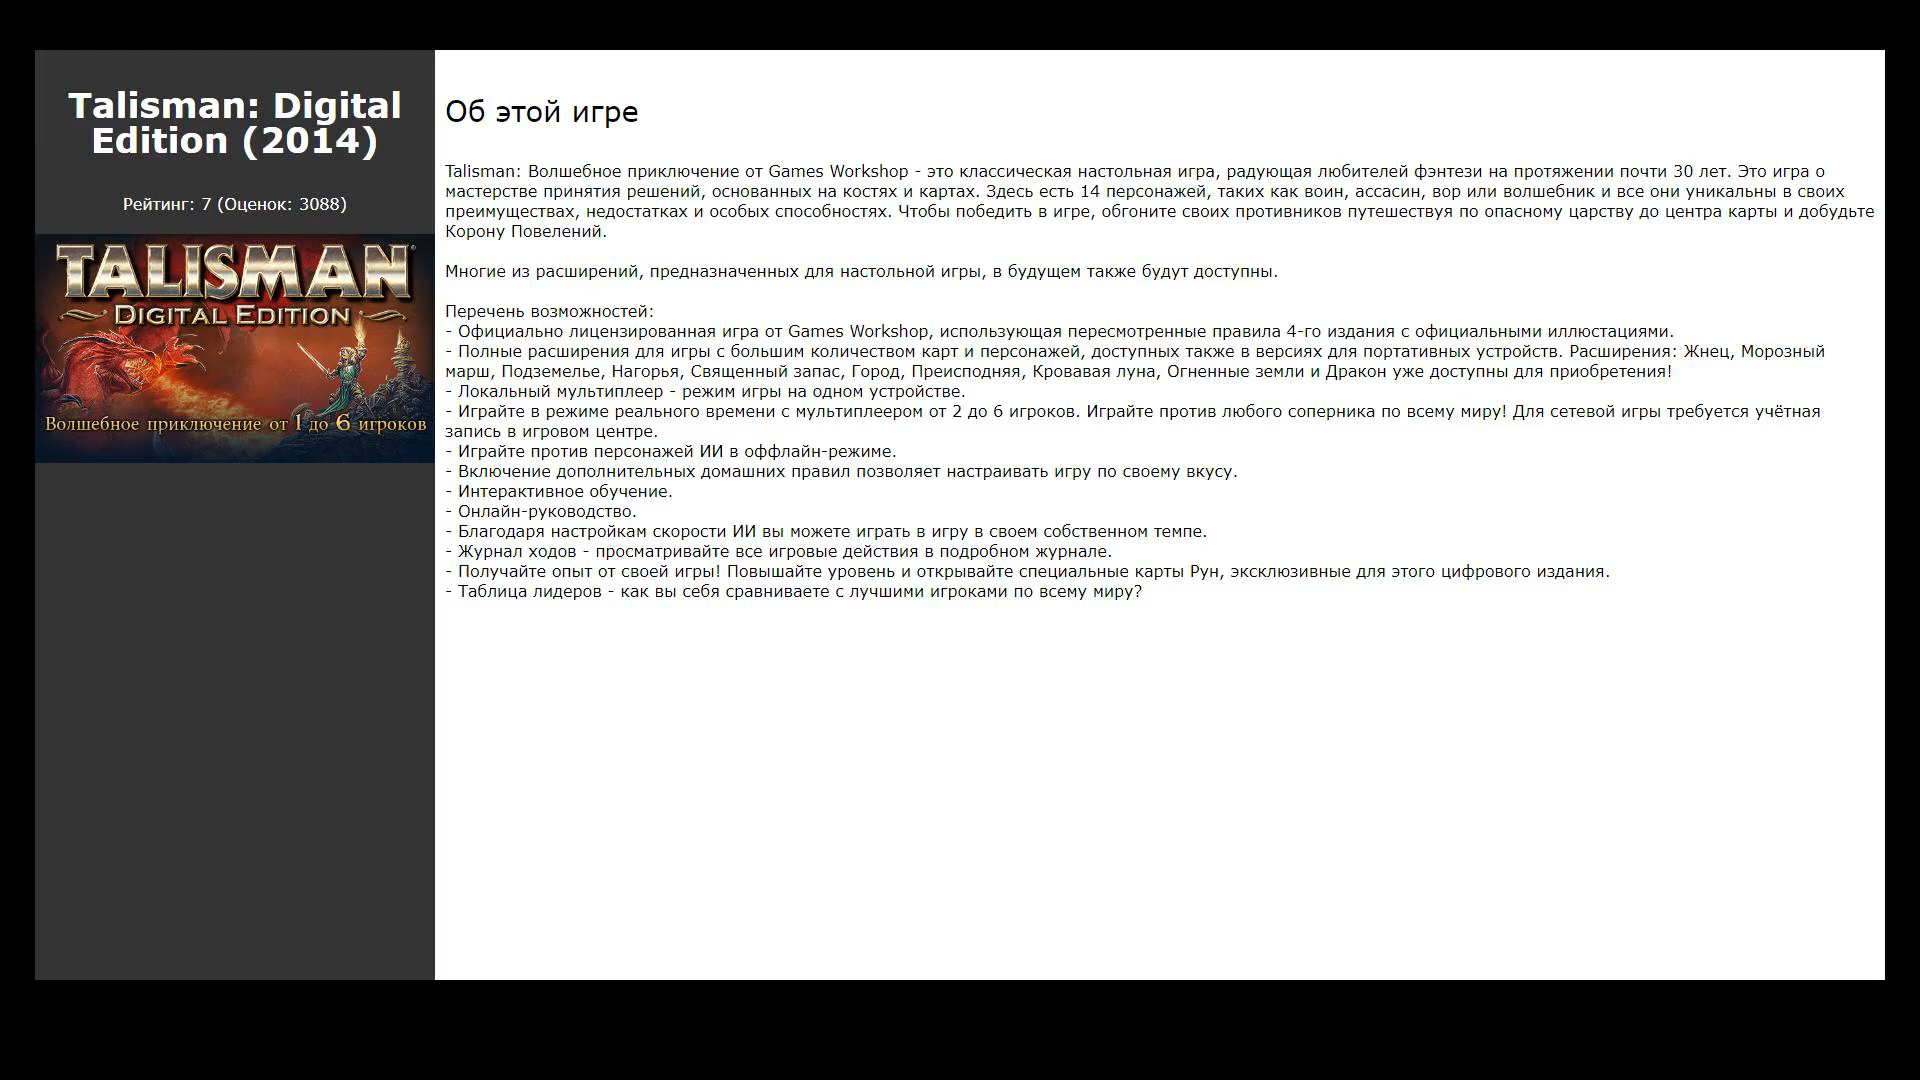 Talisman: Digital
Edition (2014)
Рейтинг: 7 (Оценок: 3088)
TALISMAN
DIGITAL EDITION
Волшебное приключение от 1 до 6 игроков
Об этой игре
Talisman: Волшебное приключение от Games Workshop - это классическая настольная игра, радующая любителей фэнтези на протяжении почти 30 лет. Это игра о
мастерстве принятия решений, основанных на костях и картах. Здесь есть 14 персонажей, таких как воин, ассасин, вор или волшебник и все они уникальны в своих
преимуществах, недостатках и особых способностях. Чтобы победить в игре, обгоните своих противников путешествуя по опасному царству до центра карты и добудьте
Корону Повелений.
Многие из расширений, предназначенных для настольной игры, в будущем также будут доступны.
Перечень возможностей:
- Официально лицензированная игра от Games Workshop, использующая пересмотренные правила 4-го издания с официальными иллюстациями.
- Полные расширения для игры с большим количеством карт и персонажей, доступных также в версиях для портативных устройств. Расширения: Жнец, Морозный
марш, Подземелье, Нагорья, Священный запас, Город, Преисподняя, Кровавая луна, Огненные земли и Дракон уже доступны для приобретения!
- Локальный мультиплеер - режим игры на одном устройстве.
- Играйте в режиме реального времени с мультиплеером от 2 до 6 игроков. Играйте против любого соперника по всему миру! Для сетевой игры требуется учётная
запись в игровом центре.
- Играйте против персонажей ИИ в оффлайн-режиме.
- Включение дополнительных домашних правил позволяет настраивать игру по своему вкусу.
- Интерактивное обучение.
- Онлайн-руководство.
- Благодаря настройкам скорости ИИ вы можете играть в игру в своем собственном темпе.
- Журнал ходов - просматривайте все игровые действия в подробном журнале.
- Получайте опыт от своей игры! Повышайте уровень и открывайте специальные карты Рун, эксклюзивные для этого цифрового издания.
- Таблица лидеров - как вы себя сравниваете с лучшими игроками по всему миру?